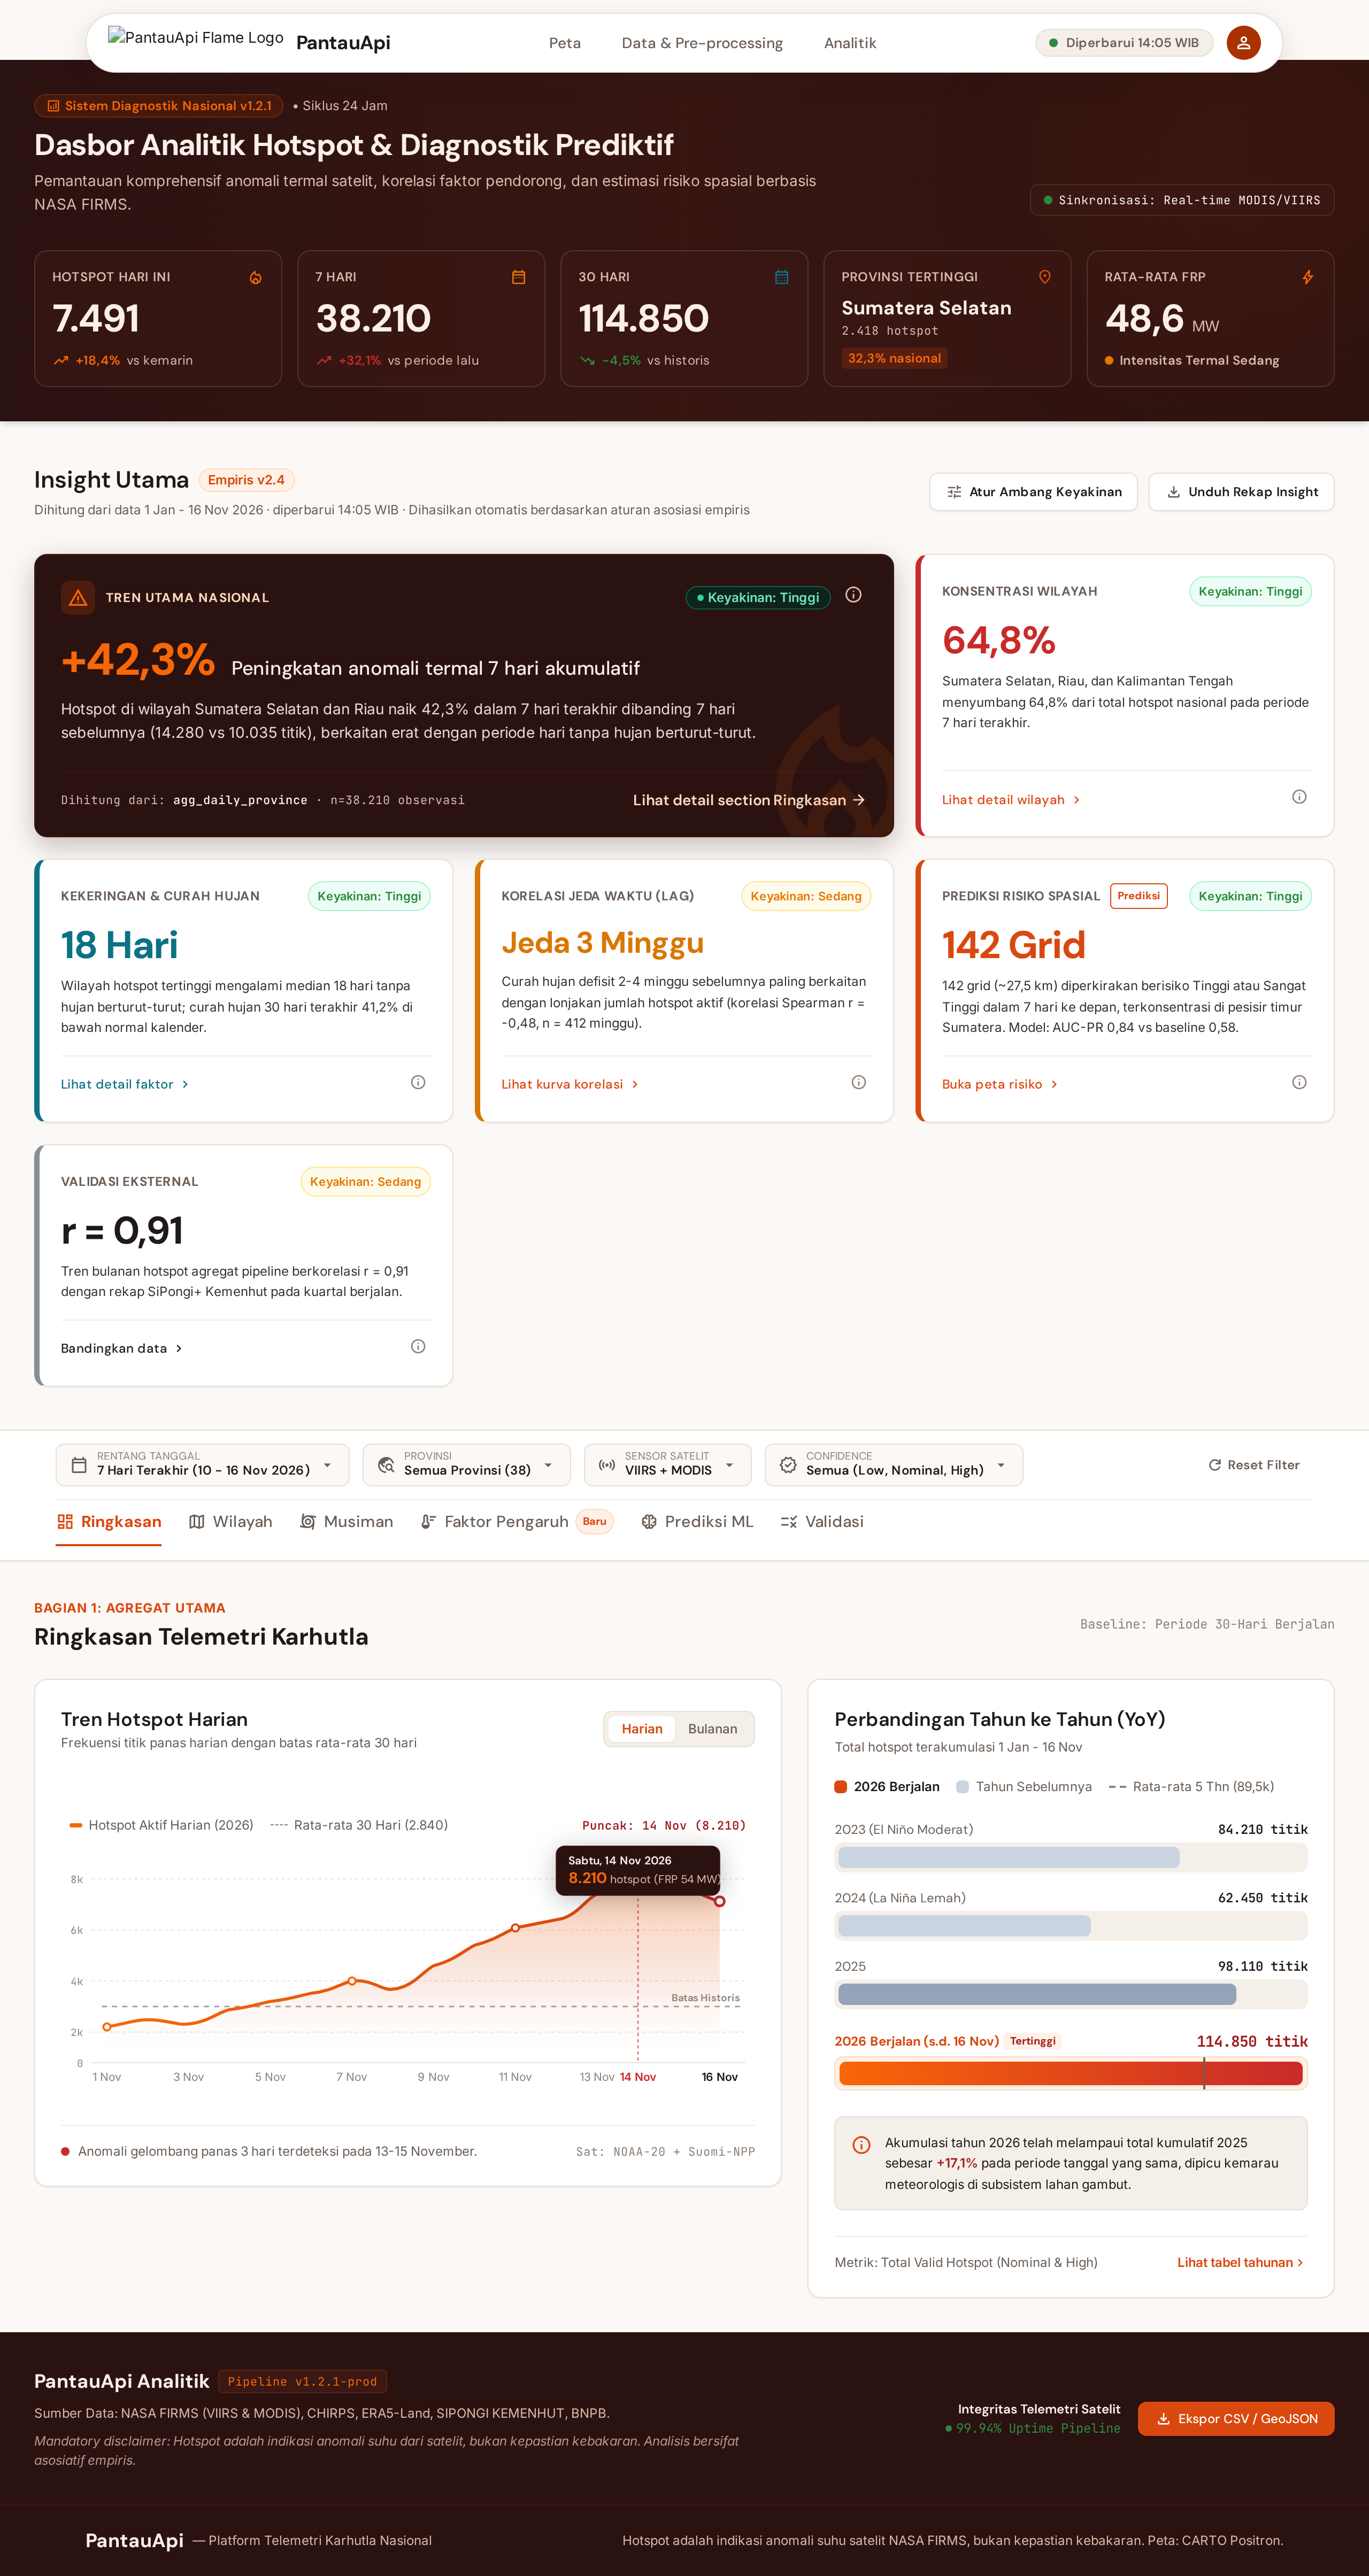 PantauApi Flame Logo
PantauApi
Peta
Data & Pre-processing
Analitik
Diperbarui 14:05 WIB
Sistem Diagnostik Nasional v1.2.1
• Siklus 24 Jam
Dasbor Analitik Hotspot & Diagnostik Prediktif
Pemantauan komprehensif anomali termal satelit, korelasi faktor pendorong, dan estimasi risiko spasial berbasis
NASA FIRMS.
Sinkronisasi: Real-time MODIS/VIIRS
HOTSPOT HARI INI
7.491
+18,4% vs kemarin
7 HARI
38.210
+32,1% vs periode lalu
30 HARI
114.850
-4,5% vs historis
PROVINSI TERTINGGI
Sumatera Selatan
2.418 hotspot
32,3% nasional
RATA-RATA FRP
48,6 MW
Intensitas Termal Sedang
Insight Utama
Empiris v2.4
Dihitung dari data 1 Jan - 16 Nov 2026 · diperbarui 14:05 WIB · Dihasilkan otomatis berdasarkan aturan asosiasi empiris
Atur Ambang Keyakinan
Unduh Rekap Insight
TREN UTAMA NASIONAL
Keyakinan: Tinggi
+42,3% Peningkatan anomali termal 7 hari akumulatif
Hotspot di wilayah Sumatera Selatan dan Riau naik 42,3% dalam 7 hari terakhir dibanding 7 hari
sebelumnya (14.280 vs 10.035 titik), berkaitan erat dengan periode hari tanpa hujan berturut-turut.
Dihitung dari: agg_daily_province · n=38.210 observasi
Lihat detail section Ringkasan →
KONSENTRASI WILAYAH
Keyakinan: Tinggi
64,8%
Sumatera Selatan, Riau, dan Kalimantan Tengah
menyumbang 64,8% dari total hotspot nasional pada periode
7 hari terakhir.
Lihat detail wilayah
KEKERINGAN & CURAH HUJAN
Keyakinan: Tinggi
18 Hari
Wilayah hotspot tertinggi mengalami median 18 hari tanpa
hujan berturut-turut; curah hujan 30 hari terakhir 41,2% di
bawah normal kalender.
Lihat detail faktor
KORELASI JEDA WAKTU (LAG)
Keyakinan: Sedang
Jeda 3 Minggu
Curah hujan defisit 2-4 minggu sebelumnya paling berkaitan
dengan lonjakan jumlah hotspot aktif (korelasi Spearman r =
-0,48, n = 412 minggu).
Lihat kurva korelasi
PREDIKSI RISIKO SPASIAL
Prediksi
Keyakinan: Tinggi
142 Grid
142 grid (~27,5 km) diperkirakan berisiko Tinggi atau Sangat
Tinggi dalam 7 hari ke depan, terkonsentrasi di pesisir timur
Sumatera. Model: AUC-PR 0,84 vs baseline 0,58.
Buka peta risiko
VALIDASI EKSTERNAL
Keyakinan: Sedang
r = 0,91
Tren bulanan hotspot agregat pipeline berkorelasi r = 0,91
dengan rekap SiPongi+ Kemenhut pada kuartal berjalan.
Bandingkan data
RENTANG TANGGAL
7 Hari Terakhir (10 - 16 Nov 2026)
PROVINSI
Semua Provinsi (38)
SENSOR SATELIT
VIIRS + MODIS
CONFIDENCE
Semua (Low, Nominal, High)
Reset Filter
Ringkasan
Wilayah
Musiman
Faktor Pengaruh
Baru
Prediksi ML
Validasi
BAGIAN 1: AGREGAT UTAMA
Ringkasan Telemetri Karhutla
Baseline: Periode 30-Hari Berjalan
Tren Hotspot Harian
Frekuensi titik panas harian dengan batas rata-rata 30 hari
Harian
Bulanan
Hotspot Aktif Harian (2026)
Rata-rata 30 Hari (2.840)
Puncak: 14 Nov (8.210)
Sabtu, 14 Nov 2026
8.210 hotspot (FRP 54 MW)
8k
6k
4k
Batas Historis
2k
0
1 Nov
3 Nov
5 Nov
7 Nov
9 Nov
11 Nov
13 Nov
14 Nov
16 Nov
Anomali gelombang panas 3 hari terdeteksi pada 13-15 November.
Sat: NOAA-20 + Suomi-NPP
Perbandingan Tahun ke Tahun (YoY)
Total hotspot terakumulasi 1 Jan - 16 Nov
2026 Berjalan
Tahun Sebelumnya
Rata-rata 5 Thn (89,5k)
2023 (El Niño Moderat)
84.210 titik
2024 (La Niña Lemah)
62.450 titik
2025
98.110 titik
2026 Berjalan (s.d. 16 Nov)
Tertinggi
114.850 titik
Akumulasi tahun 2026 telah melampaui total kumulatif 2025
sebesar +17,1% pada periode tanggal yang sama, dipicu kemarau
meteorologis di subsistem lahan gambut.
Metrik: Total Valid Hotspot (Nominal & High)
Lihat tabel tahunan
PantauApi Analitik
Pipeline v1.2.1-prod
Sumber Data: NASA FIRMS (VIIRS & MODIS), CHIRPS, ERA5-Land, SIPONGI KEMENHUT, BNPB.
Mandatory disclaimer: Hotspot adalah indikasi anomali suhu dari satelit, bukan kepastian kebakaran. Analisis bersifat
asosiatif empiris.
Integritas Telemetri Satelit
99.94% Uptime Pipeline
Ekspor CSV / GeoJSON
PantauApi
— Platform Telemetri Karhutla Nasional
Hotspot adalah indikasi anomali suhu satelit NASA FIRMS, bukan kepastian kebakaran. Peta: CARTO Positron.